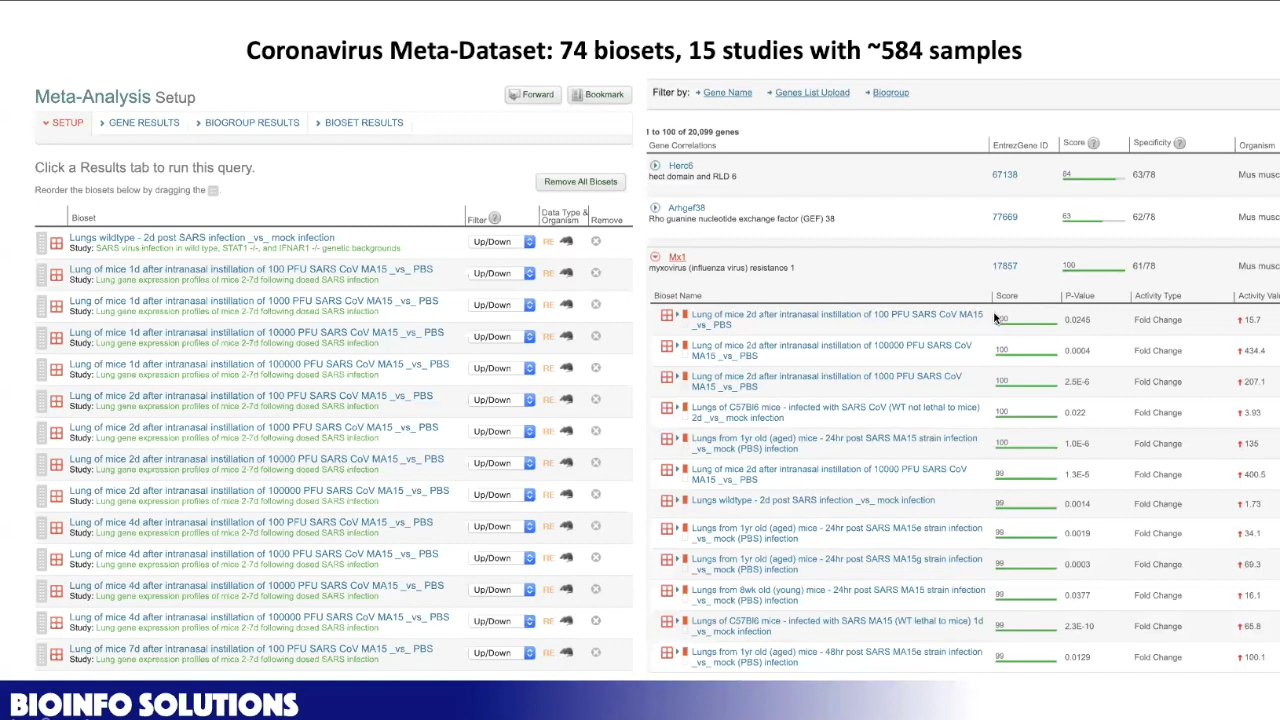 Coronavirus Meta-Dataset: 74 biosets, 15 studies with ~584 samples
Meta-Analysis Setup
Forward
Bookmark
SETUP
GENE RESULTS
BIOGROUP RESULTS
BIOSET RESULTS
Click a Results tab to run this query.
Reorder the biosets below by dragging the
Remove All Biosets
Bioset
Filter ?
Data Type &
Organism
Remove
Lungs wildtype - 2d post SARS infection _vs_ mock infection
Study: SARS virus infection in wild type, STAT1 -/-, and IFNAR1 -/- genetic backgrounds
Up/Down
RE
Lung of mice 1d after intranasal instillation of 100 PFU SARS CoV MA15 _vs_ PBS
Study: Lung gene expression profiles of mice 2-7d following dosed SARS infection
Up/Down
RE
Lung of mice 1d after intranasal instillation of 1000 PFU SARS CoV MA15 _vs_ PBS
Study: Lung gene expression profiles of mice 2-7d following dosed SARS infection
Up/Down
RE
Lung of mice 1d after intranasal instillation of 10000 PFU SARS CoV MA15 _vs_ PBS
Study: Lung gene expression profiles of mice 2-7d following dosed SARS infection
Up/Down
RE
Lung of mice 1d after intranasal instillation of 100000 PFU SARS CoV MA15 _vs_ PBS
Study: Lung gene expression profiles of mice 2-7d following dosed SARS infection
Up/Down
RE
Lung of mice 2d after intranasal instillation of 100 PFU SARS CoV MA15 _vs_ PBS
Study: Lung gene expression profiles of mice 2-7d following dosed SARS infection
Up/Down
RE
Lung of mice 2d after intranasal instillation of 1000 PFU SARS CoV MA15 _vs_ PBS
Study: Lung gene expression profiles of mice 2-7d following dosed SARS infection
Up/Down
RE
Lung of mice 2d after intranasal instillation of 10000 PFU SARS CoV MA15 _vs_ PBS
Study: Lung gene expression profiles of mice 2-7d following dosed SARS infection
Up/Down
RE
Lung of mice 2d after intranasal instillation of 100000 PFU SARS CoV MA15 _vs_ PBS
Study: Lung gene expression profiles of mice 2-7d following dosed SARS infection
Up/Down
RE
Lung of mice 4d after intranasal instillation of 100 PFU SARS CoV MA15 _vs_ PBS
Study: Lung gene expression profiles of mice 2-7d following dosed SARS infection
Up/Down
RE
Lung of mice 4d after intranasal instillation of 1000 PFU SARS CoV MA15 _vs_ PBS
Study: Lung gene expression profiles of mice 2-7d following dosed SARS infection
Up/Down
RE
Lung of mice 4d after intranasal instillation of 10000 PFU SARS CoV MA15 _vs_ PBS
Study: Lung gene expression profiles of mice 2-7d following dosed SARS infection
Up/Down
RE
Lung of mice 4d after intranasal instillation of 100000 PFU SARS CoV MA15 _vs_ PBS
Study: Lung gene expression profiles of mice 2-7d following dosed SARS infection
Up/Down
RE
Lung of mice 7d after intranasal instillation of 100 PFU SARS CoV MA15 _vs_ PBS
Study: Lung gene expression profiles of mice 2-7d following dosed SARS infection
Up/Down
RE
Filter by: Gene Name Genes List Upload Biogroup
1 to 100 of 20,099 genes
Gene Correlations EntrezGene ID Score ? Specificity ? Organism
Herc6
hect domain and RLD 6
67138 84 63/78 Mus musc
Arhgef38
Rho guanine nucleotide exchange factor (GEF) 38
77669 63 62/78 Mus musc
Mx1
myxovirus (influenza virus) resistance 1
17857 100 61/78 Mus musc
Bioset Name Score P-Value Activity Type Activity Valu
Lung of mice 2d after intranasal instillation of 100 PFU SARS CoV MA15
_vs_ PBS
0.0245 Fold Change 15.7
Lung of mice 2d after intranasal instillation of 100000 PFU SARS CoV
MA15 _vs_ PBS
100 0.0004 Fold Change 434.4
Lung of mice 2d after intranasal instillation of 1000 PFU SARS CoV
MA15 _vs_ PBS
100 2.5E-6 Fold Change 207.1
Lungs of C57Bl6 mice - infected with SARS CoV (WT not lethal to mice)
2d _vs_ mock infection
100 0.022 Fold Change 3.93
Lungs from 1yr old (aged) mice - 24hr post SARS MA15 strain infection
_vs_ mock (PBS) infection
100 1.0E-6 Fold Change 135
Lung of mice 2d after intranasal instillation of 10000 PFU SARS CoV
MA15 _vs_ PBS
99 1.3E-5 Fold Change 400.5
Lungs wildtype - 2d post SARS infection _vs_ mock infection
99 0.0014 Fold Change 1.73
Lungs from 1yr old (aged) mice - 24hr post SARS MA15e strain infection
_vs_ mock (PBS) infection
99 0.0019 Fold Change 34.1
Lungs from 1yr old (aged) mice - 24hr post SARS MA15g strain infection
_vs_ mock (PBS) infection
99 0.0003 Fold Change 69.3
Lungs from 8wk old (young) mice - 24hr post SARS MA15 strain infection
_vs_ mock (PBS) infection
99 0.0377 Fold Change 16.1
Lungs of C57Bl6 mice - infected with SARS MA15 (WT lethal to mice) 1d
_vs_ mock infection
99 2.3E-10 Fold Change 65.8
Lungs from 1yr old (aged) mice - 48hr post SARS MA15e strain infection
_vs_ mock (PBS) infection
99 0.0129 Fold Change 100.1
BIOINFO SOLUTIONS